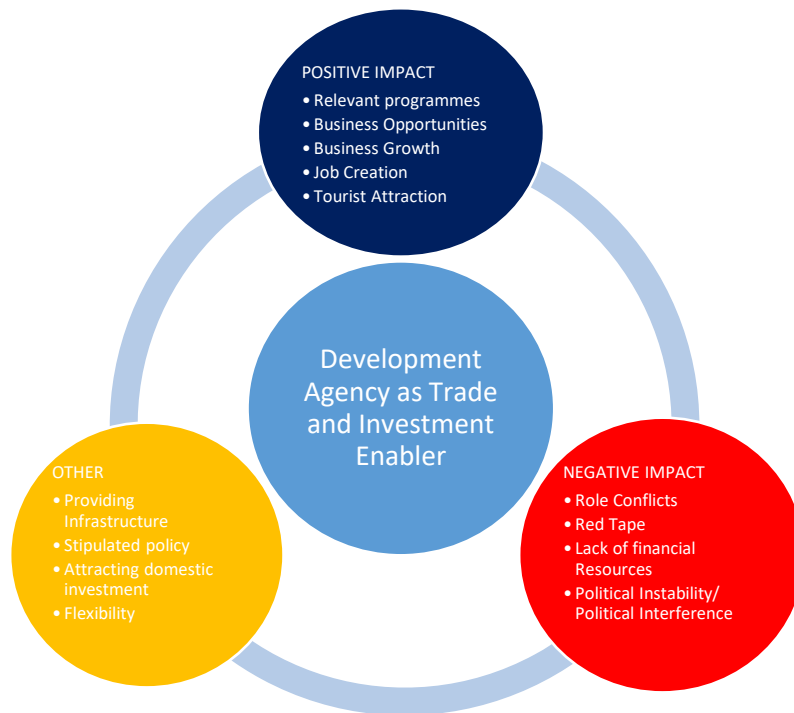 POSITIVE IMPACT
• Relevant programmes
• Business Opportunities
• Business Growth
• Job Creation
• Tourist Attraction
Development
Agency as Trade
and Investment
Enabler
OTHER
• Providing
Infrastructure
• Stipulated policy
• Attracting domestic
investment
• Flexibility
NEGATIVE IMPACT
• Role Conflicts
• Red Tape
• Lack of financial
Resources
• Political Instability/
Political Interference